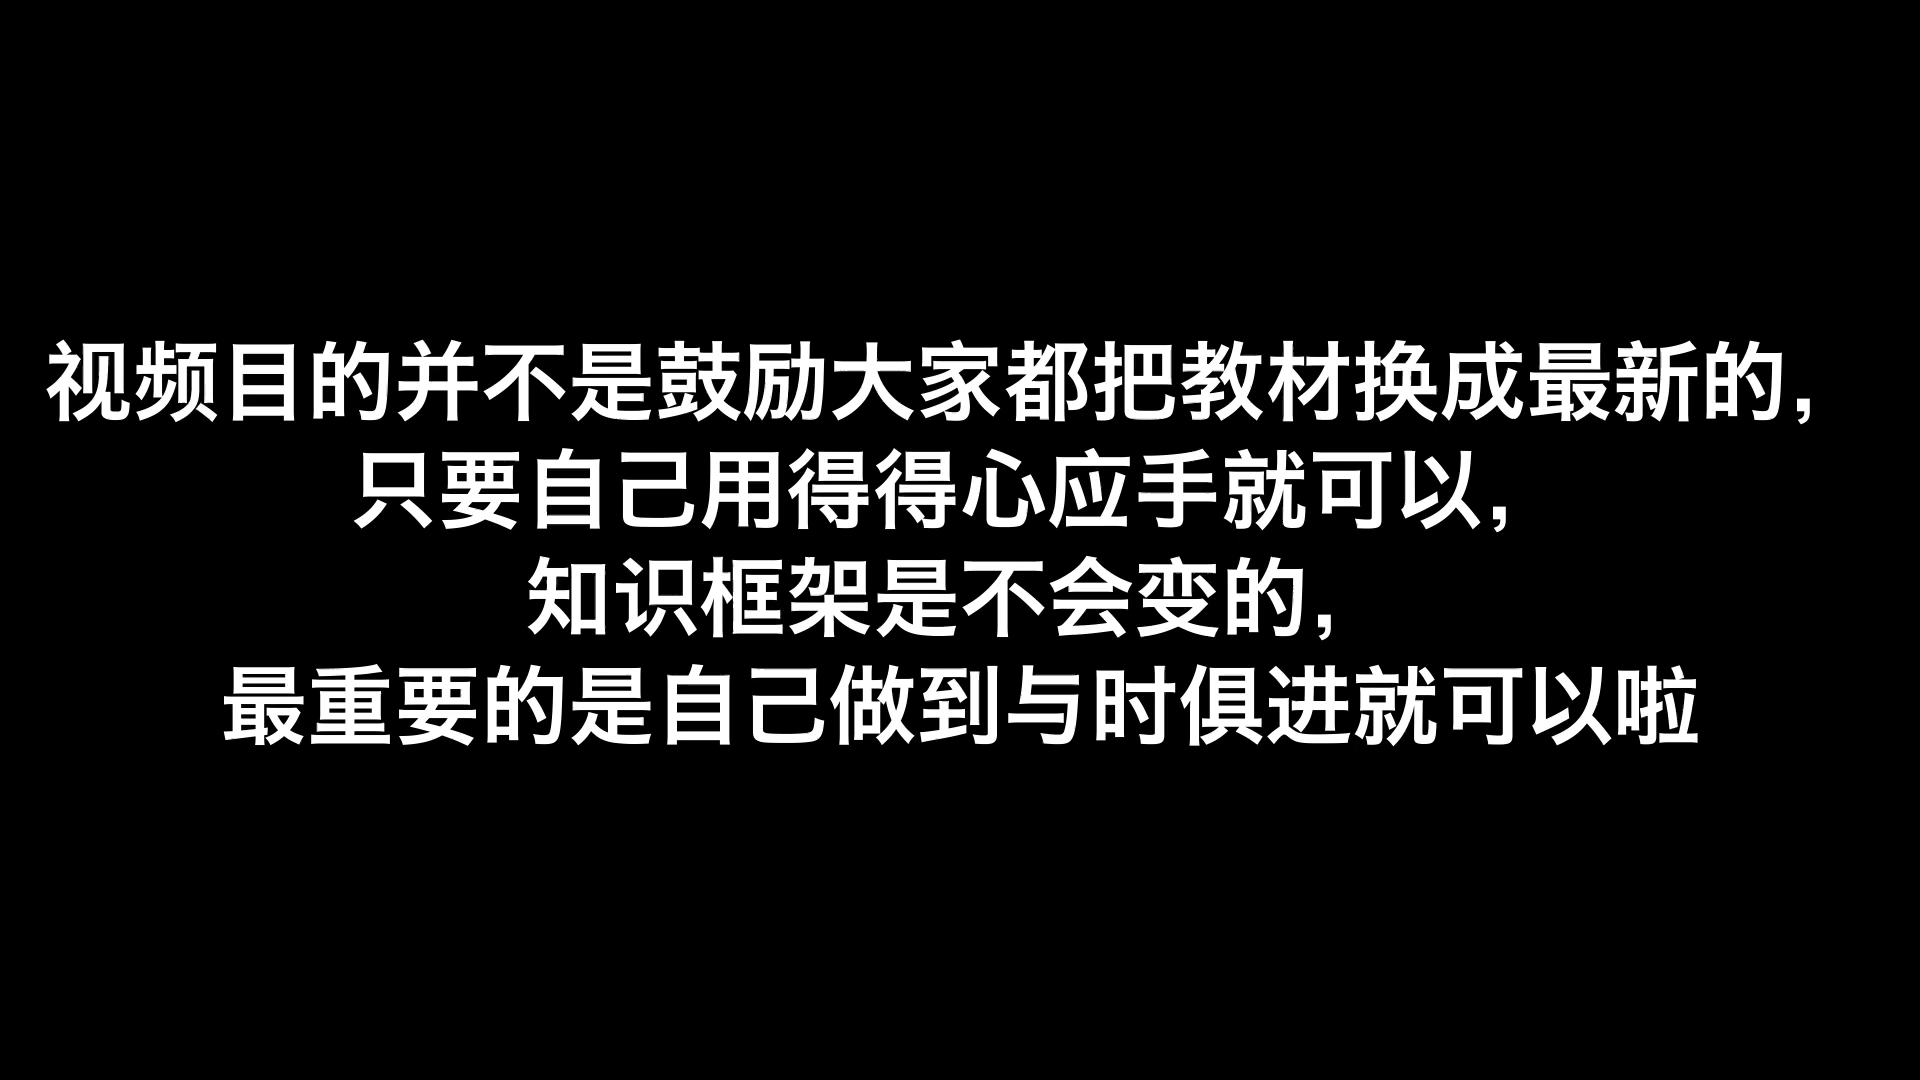 视频目的并不是鼓励大家都把教材换成最新的，
只要自己用得得心应手就可以，
知识框架是不会变的，
最重要的是自己做到与时俱进就可以啦